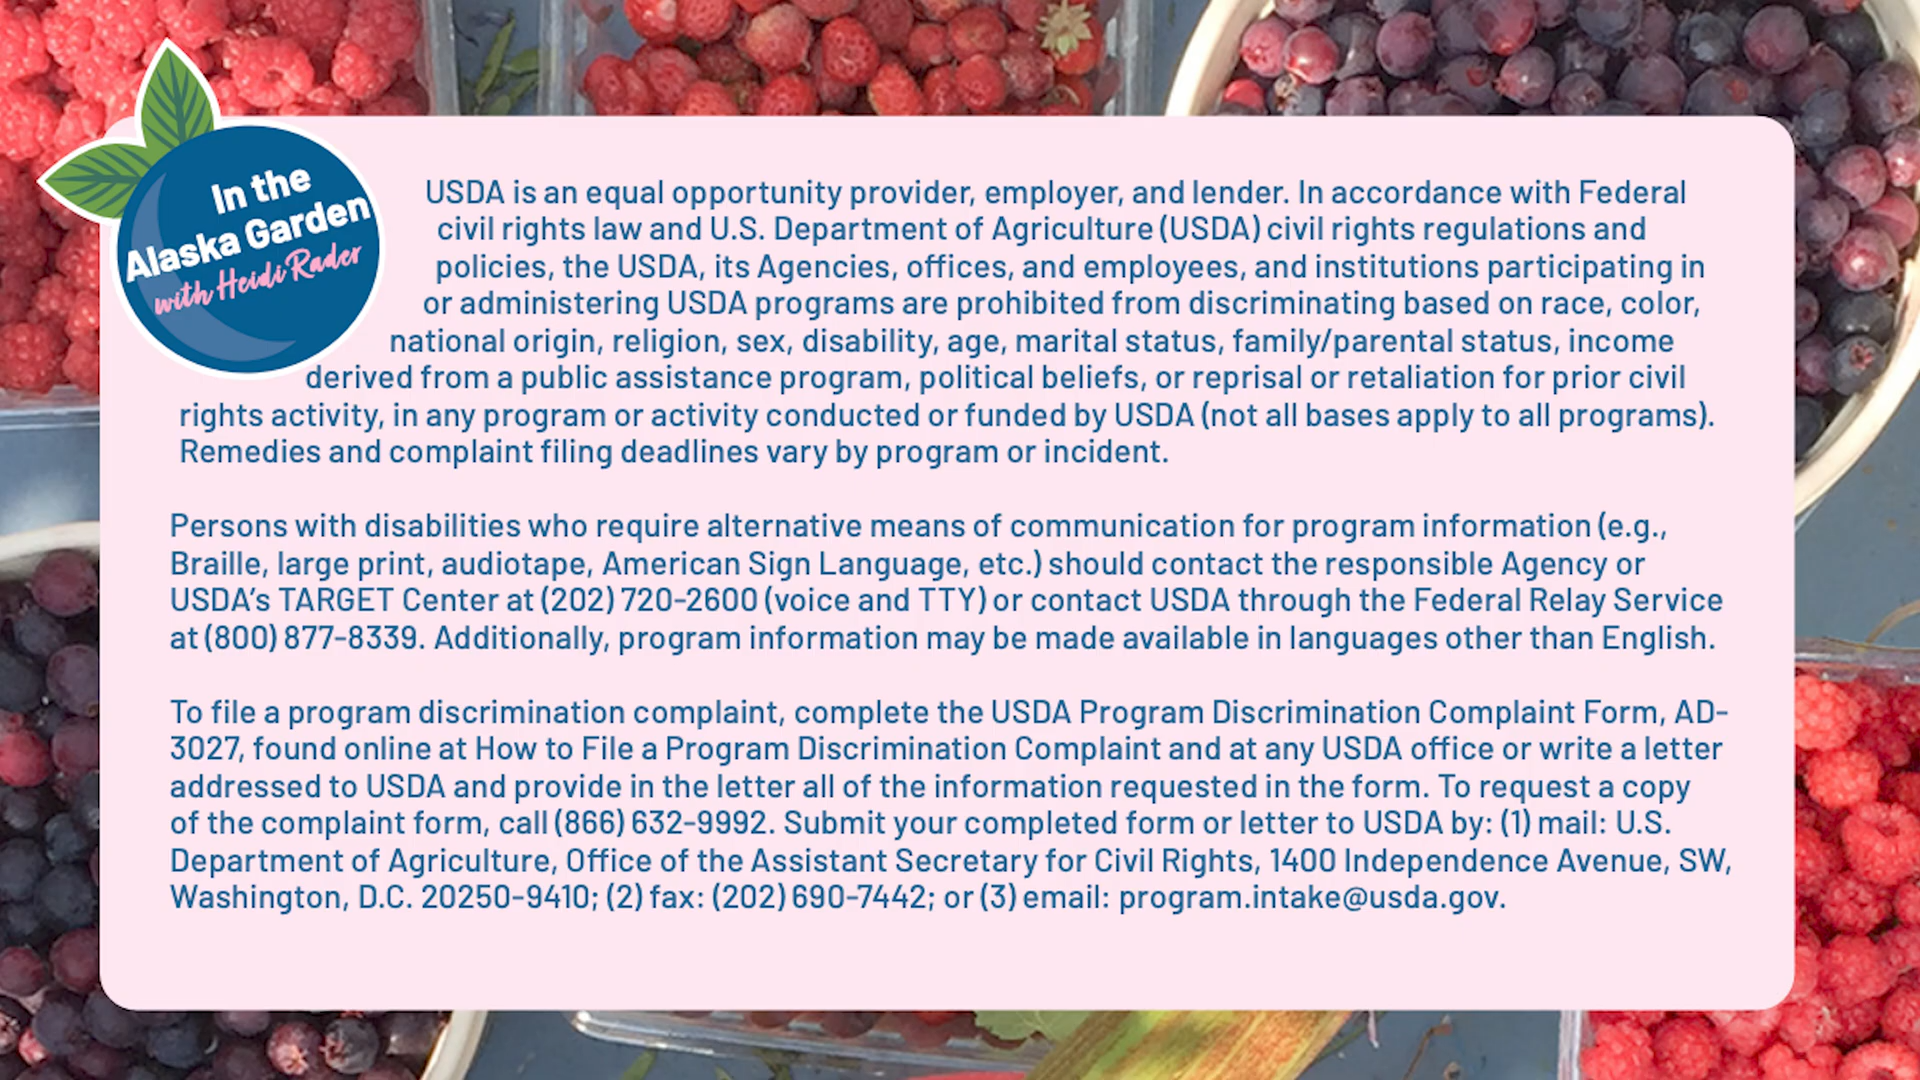 In the
Alaska Garden
with Heidi Rader
USDA is an equal opportunity provider, employer, and lender. In accordance with Federal
civil rights law and U.S. Department of Agriculture (USDA) civil rights regulations and
policies, the USDA, its Agencies, offices, and employees, and institutions participating in
or administering USDA programs are prohibited from discriminating based on race, color,
national origin, religion, sex, disability, age, marital status, family/parental status, income
derived from a public assistance program, political beliefs, or reprisal or retaliation for prior civil
rights activity, in any program or activity conducted or funded by USDA (not all bases apply to all programs).
Remedies and complaint filing deadlines vary by program or incident.
Persons with disabilities who require alternative means of communication for program information (e.g.,
Braille, large print, audiotape, American Sign Language, etc.) should contact the responsible Agency or
USDA’s TARGET Center at (202) 720-2600 (voice and TTY) or contact USDA through the Federal Relay Service
at (800) 877-8339. Additionally, program information may be made available in languages other than English.
To file a program discrimination complaint, complete the USDA Program Discrimination Complaint Form, AD-
3027, found online at How to File a Program Discrimination Complaint and at any USDA office or write a letter
addressed to USDA and provide in the letter all of the information requested in the form. To request a copy
of the complaint form, call (866) 632-9992. Submit your completed form or letter to USDA by: (1) mail: U.S.
Department of Agriculture, Office of the Assistant Secretary for Civil Rights, 1400 Independence Avenue, SW,
Washington, D.C. 20250-9410; (2) fax: (202) 690-7442; or (3) email: program.intake@usda.gov.